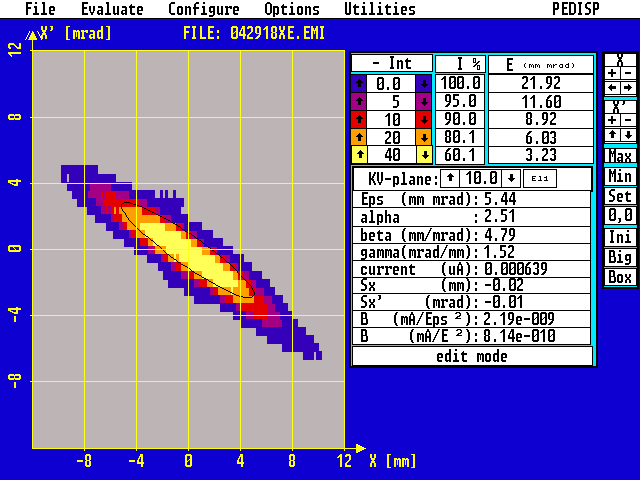 File Evaluate Configure Options Utilities PEDISP
X' [mrad] FILE: 042918XE.EMI
12
8
4
0
-4
-8
-8 -4 0 4 8 12 X [mm]
- Int I % E (mm mrad)
0.0 100.0 21.92
5 95.0 11.60
10 90.0 8.92
20 80.1 6.03
40 60.1 3.23
KV-plane: 10.0 Ell
Eps (mm mrad): 5.44
alpha : 2.51
beta (mm/mrad): 4.79
gamma(mrad/mm): 1.52
current (uA): 0.000639
Sx (mm): -0.02
Sx' (mrad): -0.01
B (mA/Eps ²): 2.19e-009
B (mA/E ²): 8.14e-010
edit mode
X
+ -
← →
X'
+ -
↑ ↓
Max
Min
Set
0,0
Ini
Big
Box